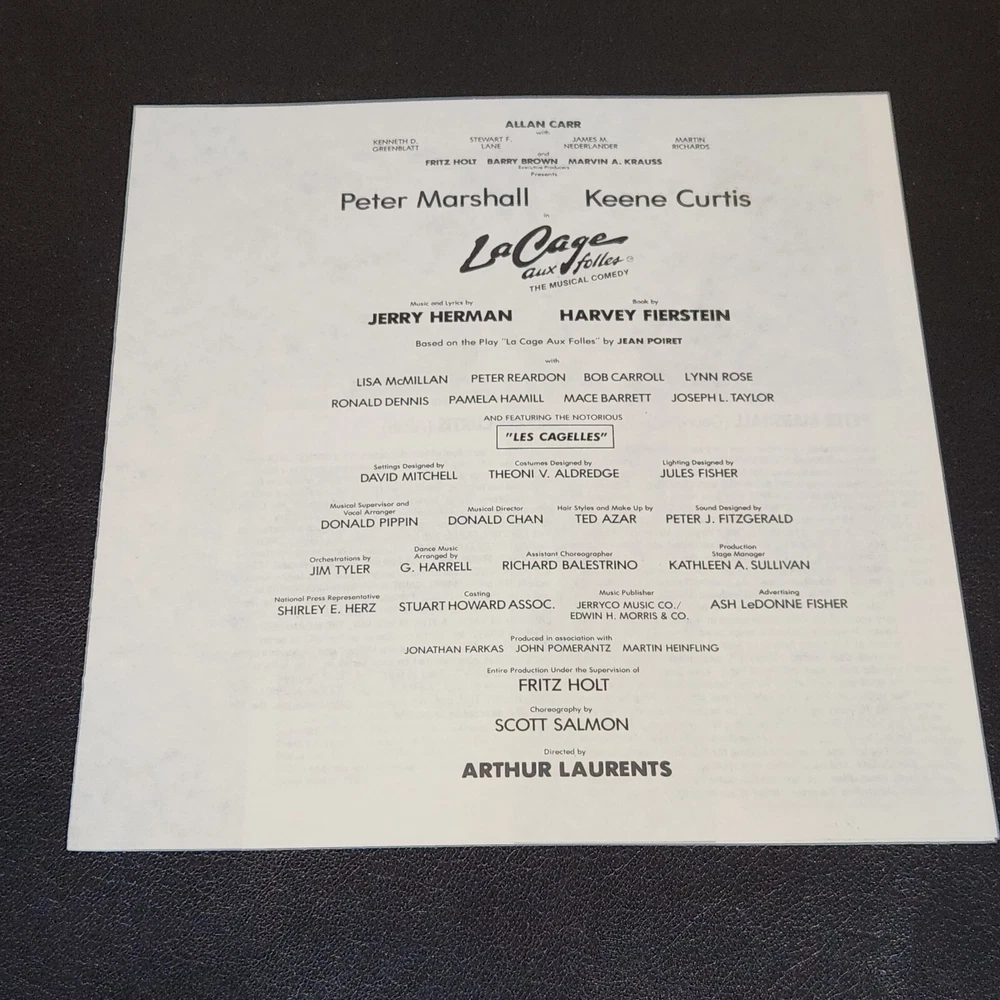 ALLAN CARR
with
KENNETH D. GREENBLATT STEWART F. LANE JAMES M. NEDERLANDER MARTIN RICHARDS
and
FRITZ HOLT BARRY BROWN MARVIN A. KRAUSS
Executive Producers
Presents
Peter Marshall Keene Curtis
in
La Cage
aux folles
THE MUSICAL COMEDY
Music and Lyrics by Book by
JERRY HERMAN HARVEY FIERSTEIN
Based on the Play "La Cage Aux Folles" by JEAN POIRET
with
LISA McMILLAN PETER REARDON BOB CARROLL LYNN ROSE
RONALD DENNIS PAMELA HAMILL MACE BARRETT JOSEPH L. TAYLOR
AND FEATURING THE NOTORIOUS
"LES CAGELLES"
Settings Designed by Costumes Designed by Lighting Designed by
DAVID MITCHELL THEONI V. ALDREDGE JULES FISHER
Musical Supervisor and Vocal Arranger Musical Director Hair Styles and Make Up by Sound Designed by
DONALD PIPPIN DONALD CHAN TED AZAR PETER J. FITZGERALD
Orchestrations by Dance Music Arranged by Assistant Choreographer Production Stage Manager
JIM TYLER G. HARRELL RICHARD BALESTRINO KATHLEEN A. SULLIVAN
National Press Representative Casting Music Publisher Advertising
SHIRLEY E. HERZ STUART HOWARD ASSOC. JERRYCO MUSIC CO./ EDWIN H. MORRIS & CO. ASH LeDONNE FISHER
Produced in association with
JONATHAN FARKAS JOHN POMERANTZ MARTIN HEINFLING
Entire Production Under the Supervision of
FRITZ HOLT
Choreography by
SCOTT SALMON
Directed by
ARTHUR LAURENTS